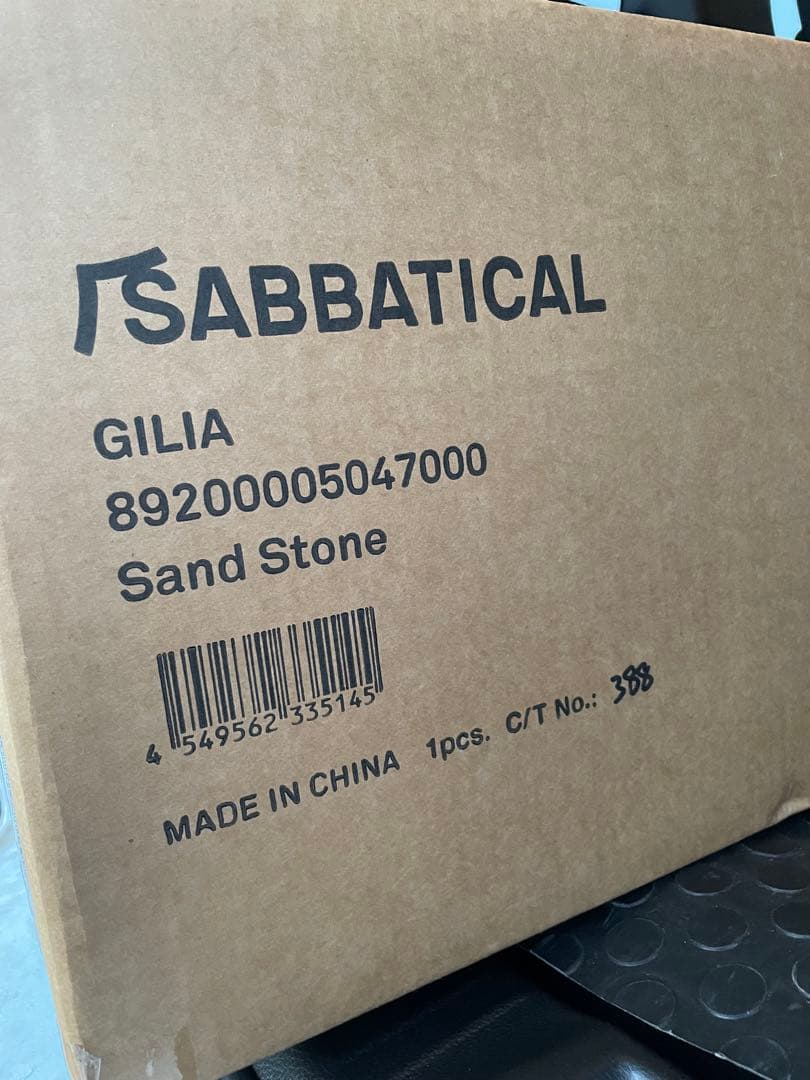 SABBATICAL
GILIA
89200005047000
Sand Stone
4 549562 335145
MADE IN CHINA 1pcs. C/T No.: 388